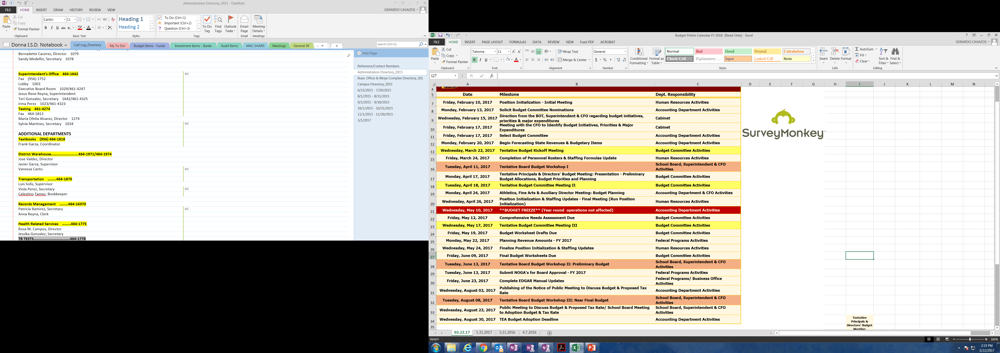 Administration Directory_2015 - OneNote
FILE HOME INSERT DRAW HISTORY REVIEW VIEW
GERARDO CAVAZOS
Paste
Cut
Copy
Format Painter
Clipboard
Calibri 11
B I U abc X₂ A
Basic Text
Heading 1
Heading 2
Styles
To Do (Ctrl+1)
Important (Ctrl+2)
Question (Ctrl+3)
Tags
To Do Tag
Find Tags
Outlook Tasks
Email Page
Email
Meeting Details
Meetings
Donna I.S.D. Notebook
Call Log_Directory My To Do! Budget Items - Funds Investment Items - Banks Audit Items MAC SHARS Meetings General BF ...
Search (Ctrl+E)
Bernadette Caceres, Director 1079
Sandy Medellin, Secretary 1078
Superintendent's Office 464-1642
GC
Fax (956) 1752
Lobby 1003
Executive Board Room 1029/461-4247
Jesus Rene Reyna, Superintendent
Teri Gonzalez, Secretary 1642/461-4325
Irma Perez 1023/461-4323
Testing 461-4274
Fax 464-1813
Maria Ofelia Alvarez, Director 1274
Sylvia Martinez, Secretary 1034
GC
ADDITIONAL DEPARTMENTS
Textbooks (956) 464-1818
Frank Garza, Coordinator
District Warehouse……………………..464-1971/464-1974
Jose Valdez, Director
Javier Garza, Supervisor
Vanessa Cantu
GC
Transportation ………464-1870
Luis Solis, Supervisor
Viola Perez, Secretary
GC
Celestino Tamez, Bookkeeper
Records Management ………464-16370
Patricia Ramirez, Secretary
GC
Anna Reyna, Clerk
Health Related Services ………464-1775
Rosa M. Campos, Director
Jessika Gonzalez, Secretary
TB TESTS……………………………464-1778
Add Page
Reference/Contact Numbers
Administration Directory_2015
Busn. Office & Moye Complex Directory_201
Campus Directory_2015
6/23/2015 - 7/30/2015
8/1/2015 - 8/31/2015
9/1/2015 - 9/30/2015
10/1/2015 - 10/31/2015
11/1/2015 - 11/30/2015
3/1/2017
Budget Prelim Calendar FY 2018 [Read-Only] - Excel
FILE HOME INSERT PAGE LAYOUT FORMULAS DATA REVIEW VIEW Foxit PDF ACROBAT
GERARDO CAVAZOS
Paste
Cut
Copy
Format Painter
Clipboard
Tahoma 11
B I U
Font
Wrap Text
Merge & Center
Alignment
General
$ % ,
Number
Conditional Formatting
Format as Table
Normal Bad Good Neutral Calculation
Check Cell Explanatory ... Input Linked Cell Note
Styles
Insert Delete Format
Cells
AutoSum
Fill
Clear
Sort & Filter
Find & Select
Editing
I27
fx
A B C D E F G H I J K L M N
4
5 Date Milestone Dept. Responsibility
7 Friday, February 10, 2017 Position Initialization - Initial Meeting Human Resources Activities
8 Monday, February 13, 2017 Solicit Budget Committee Nominations Accounting Department Activities
9 Wednesday, February 15, 2017 Direction from the BOT, Superintendent & CFO regarding budget initiatives, priorities & major expenditures Cabinet
10 Friday, February 17, 2017 Meeting with the CFO to Identify Budget Initiatives, Priorities & Major Expenditures Cabinet
11 Friday, February 17, 2017 Select Budget Committee Accounting Department Activities
12 Monday, February 20, 2017 Begin Forecasting State Revenues & Budgetary Items Accounting Department Activities
13 Wednesday, March 22, 2017 Tentative Budget Kickoff Meeting Budget Committee Activities
15 Friday, March 24, 2017 Completion of Personnel Rosters & Staffing Formulas Update Human Resources Activities
16 Tuesday, April 11, 2017 Tentative Board Budget Workshop I School Board, Superintendent & CFO Activities
17 Monday, April 17, 2017 Tentative Principals & Directors' Budget Meeting: Presentation - Preliminary Budget Allocations, Budget Priorities and Planning Budget Committee Activities
18 Tuesday, April 18, 2017 Tentative Budget Committee Meeting II Budget Committee Activities
19 Monday, April 24, 2017 Athletics, Fine Arts & Auxiliary Director Meeting: Budget Planning Accounting Department & CFO Activities
20 Wednesday, April 26, 2017 Position Initialization & Staffing Updates - Final Meeting (Run Position Initialization) Human Resources Activities
21 Wednesday, May 10, 2017 **BUDGET FREEZE** (Year round operations not affected) Accounting Department Activities
22 Friday, May 12, 2017 Comprehensive Needs Assessment Due Budget Committee Activities
23 Wednesday, May 17, 2017 Tentative Budget Committee Meeting III Budget Committee Activities
24 Friday, May 19, 2017 Budget Worksheet Drafts Due Budget Committee Activities
25 Monday, May 22, 2017 Planning Revenue Amounts - FY 2017 Federal Programs Activities
26 Wednesday, May 24, 2017 Finalize Position Initialization & Staffing Updates Human Resources Activities
27 Friday, June 09, 2017 Final Budget Worksheets Due Budget Committee Activities
28 Tuesday, June 13, 2017 Tentative Board Budget Workshop II: Preliminary Budget School Board, Superintendent & CFO Activities
29 Tuesday, June 13, 2017 Submit NOGA's for Board Approval - FY 2017 Federal Programs Activities
30 Friday, June 23, 2017 Complete EDGAR Manual Updates Federal Programs/ Business Office Activities
31 Wednesday, August 02, 2017 Publishing of the Notice of Public Meeting to Discuss Budget & Proposed Tax Rate Accounting Department Activities
32 Tuesday, August 08, 2017 Tentative Board Budget Workshop III: Near Final Budget School Board, Superintendent & CFO Activities
33 Wednesday, August 23, 2017 Public Meeting to Discuss Budget & Proposed Tax Rate/ School Board Meeting to Adoption Budget & Tax Rate School Board, Superintendent & CFO Activities
34 Wednesday, August 30, 2017 TEA Budget Adoption Deadline Accounting Department Activities
35
SurveyMonkey
Tentative
Principals &
Directors' Budget
Meeting:
03.22.17 1.31.2017 5.11.2016 4.7.2016
READY
100%
2:19 PM
3/22/2017